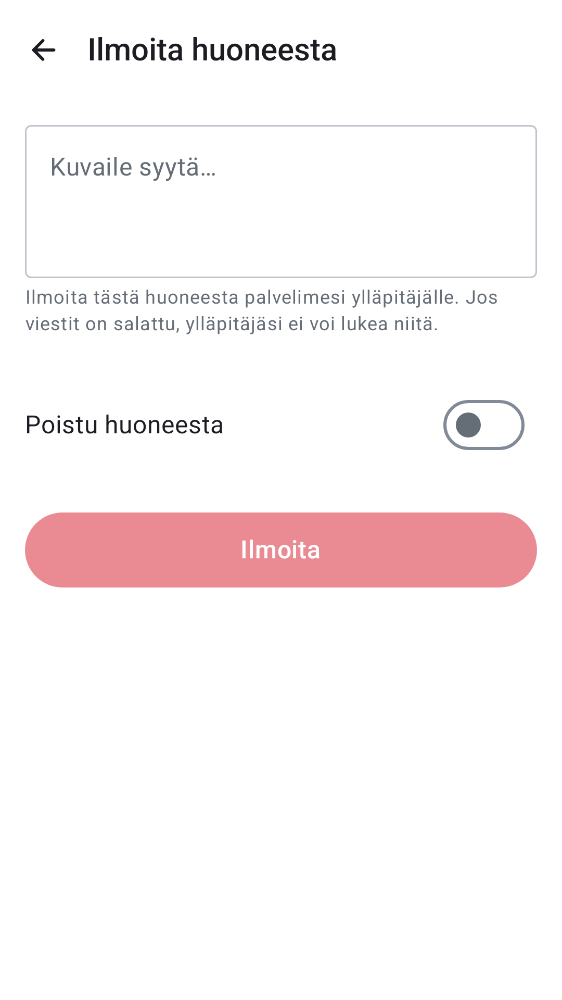 Ilmoita huoneesta
Kuvaile syytä…
Ilmoita tästä huoneesta palvelimesi ylläpitäjälle. Jos
viestit on salattu, ylläpitäjäsi ei voi lukea niitä.
Poistu huoneesta
Ilmoita